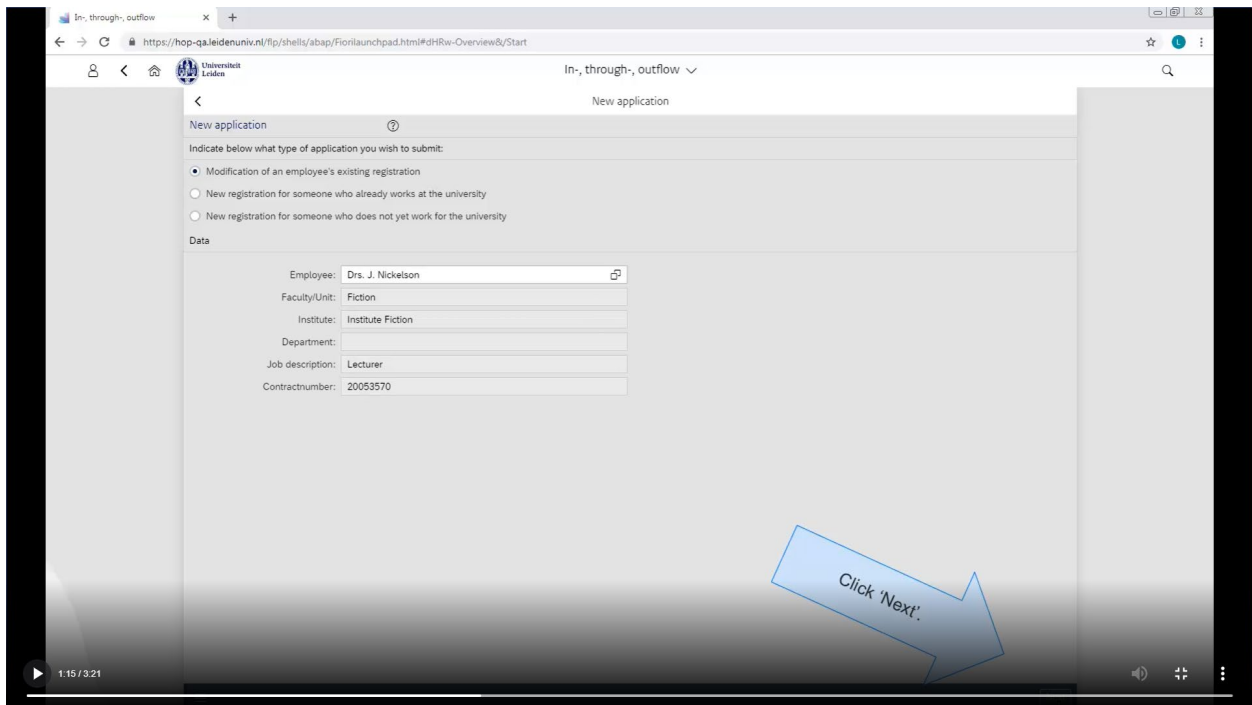 In-, through-, outflow
https://hop-qa.leidenuniv.nl/flp/shells/abap/Fiorilaunchpad.html#dHRw-Overview&/Start
L
Universiteit
Leiden
In-, through-, outflow
New application
New application
Indicate below what type of application you wish to submit:
Modification of an employee's existing registration
New registration for someone who already works at the university
New registration for someone who does not yet work for the university
Data
Employee: Drs. J. Nickelson
Faculty/Unit: Fiction
Institute: Institute Fiction
Department:
Job description: Lecturer
Contractnumber: 20053570
Click ‘Next’.
1:15 / 3:21